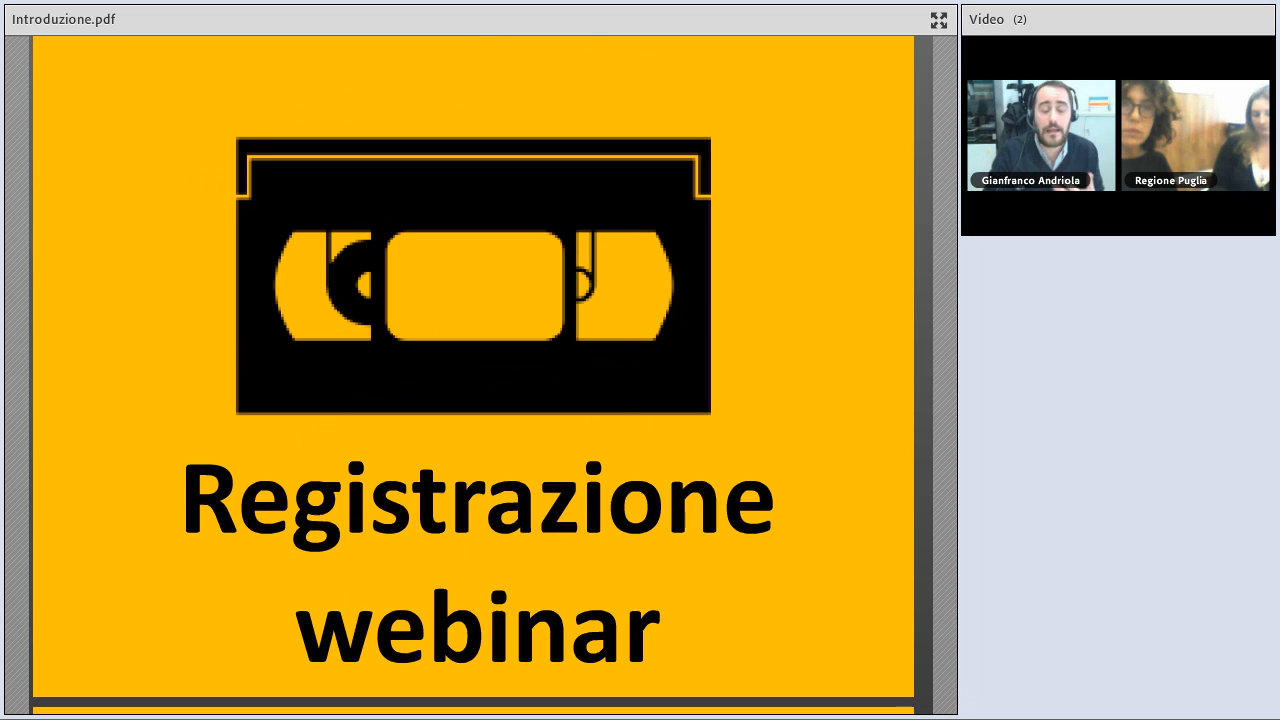 Introduzione.pdf
Video (2)
Gianfranco Andriola
Regione Puglia
Registrazione
webinar